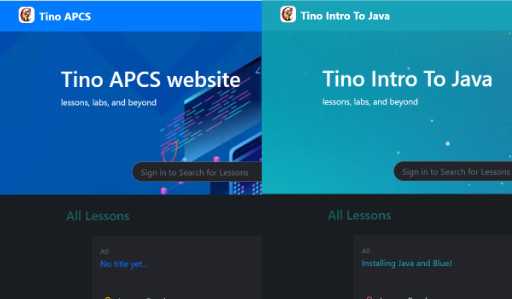 Tino APCS
Tino APCS website
lessons, labs, and beyond
Sign in to Search for Lessons
All Lessons
A0
No title yet...
Tino Intro To Java
Tino Intro To Java
lessons, labs, and beyond
Sign in to Search for Lessons
All Lessons
A0
Installing Java and BlueJ